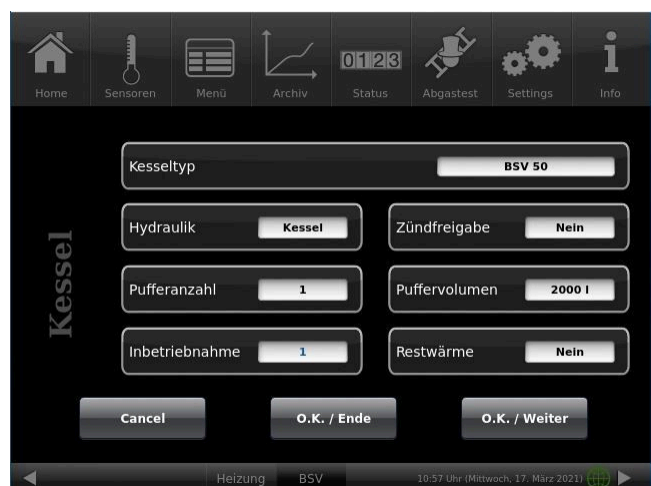 0123
Home Sensoren Menü Archiv Status Abgastest Settings Info
Kessel
Kesseltyp BSV 50
Hydraulik Kessel Zündfreigabe Nein
Pufferanzahl 1 Puffervolumen 2000 l
Inbetriebnahme 1 Restwärme Nein
Cancel O.K. / Ende O.K. / Weiter
Heizung BSV 10:57 Uhr (Mittwoch, 17. März 2021)